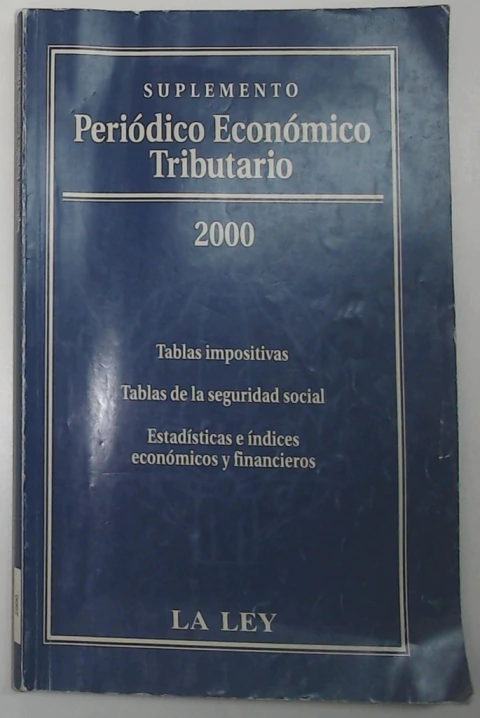 SUPLEMENTO
Periódico Económico
Tributario
2000
Tablas impositivas
Tablas de la seguridad social
Estadísticas e índices
económicos y financieros
LA LEY